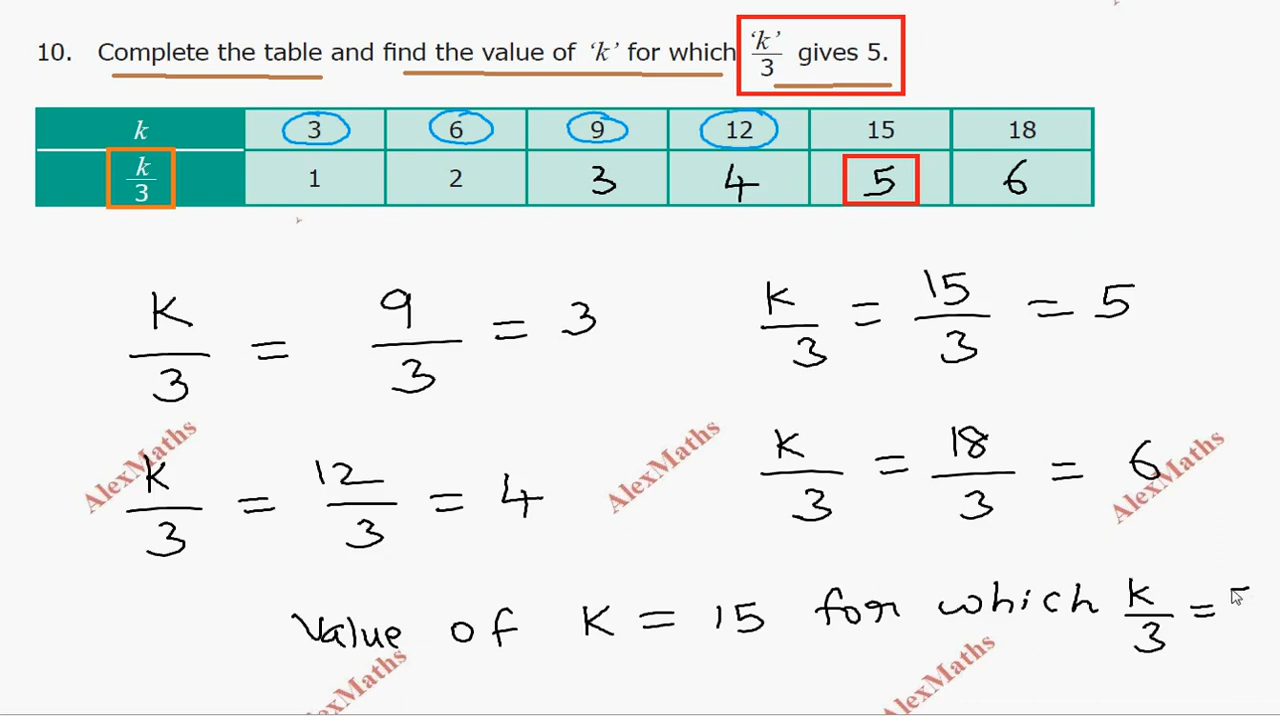 10. Complete the table and find the value of ‘k’ for which ‘k’/3 gives 5.
k 3 6 9 12 15 18
k/3 1 2 3 4 5 6
K/3 = 9/3 = 3
K/3 = 15/3 = 5
K/3 = 12/3 = 4
K/3 = 18/3 = 6
AlexMaths AlexMaths AlexMaths
Value of K = 15 for which K/3 =
AlexMaths AlexMaths